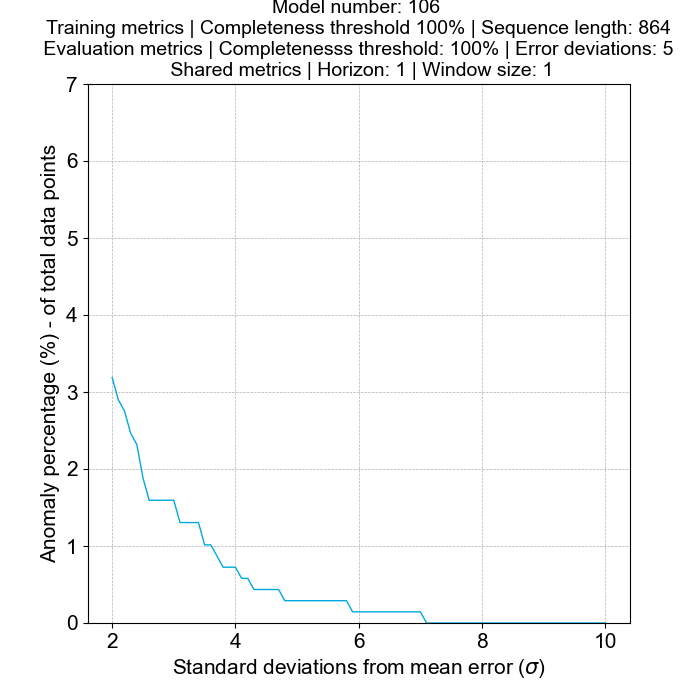 Model number: 106
Training metrics | Completeness threshold 100% | Sequence length: 864
Evaluation metrics | Completenesss threshold: 100% | Error deviations: 5
Shared metrics | Horizon: 1 | Window size: 1
Anomaly percentage (%) - of total data points
7
6
5
4
3
2
1
0
2 4 6 8 10
Standard deviations from mean error (σ)